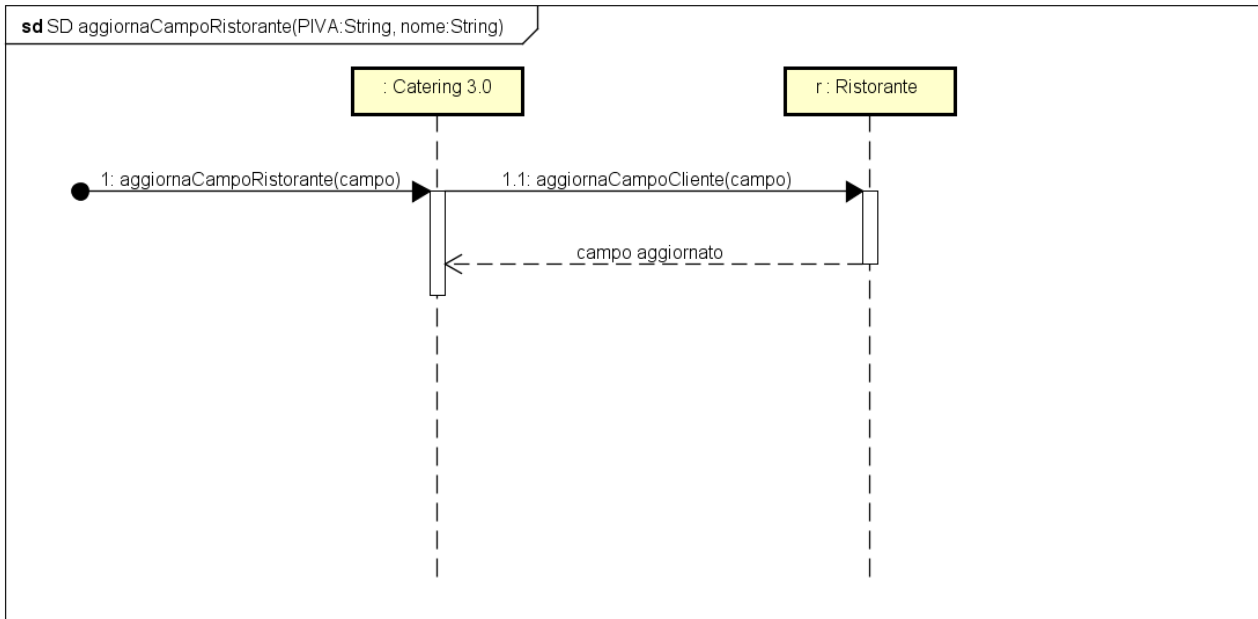 sd SD aggiornaCampoRistorante(PIVA:String, nome:String)
: Catering 3.0
r : Ristorante
1: aggiornaCampoRistorante(campo)
1.1: aggiornaCampoCliente(campo)
campo aggiornato